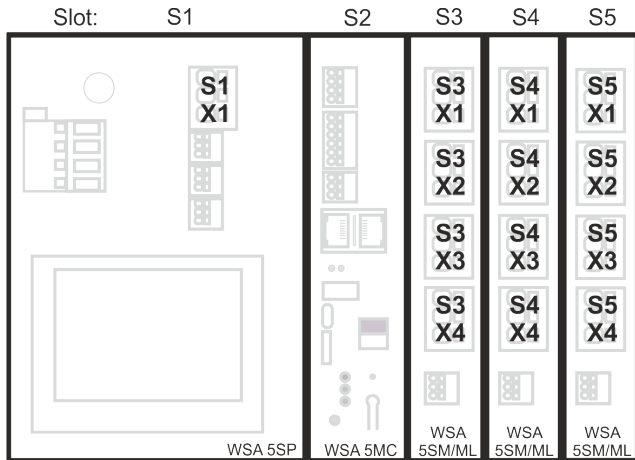 Slot: S1 S2 S3 S4 S5
S1 S3 S4 S5
X1 X1 X1 X1
S3 S4 S5
X2 X2 X2
S3 S4 S5
X3 X3 X3
S3 S4 S5
X4 X4 X4
WSA 5SP WSA 5MC
WSA WSA WSA
5SM/ML 5SM/ML 5SM/ML